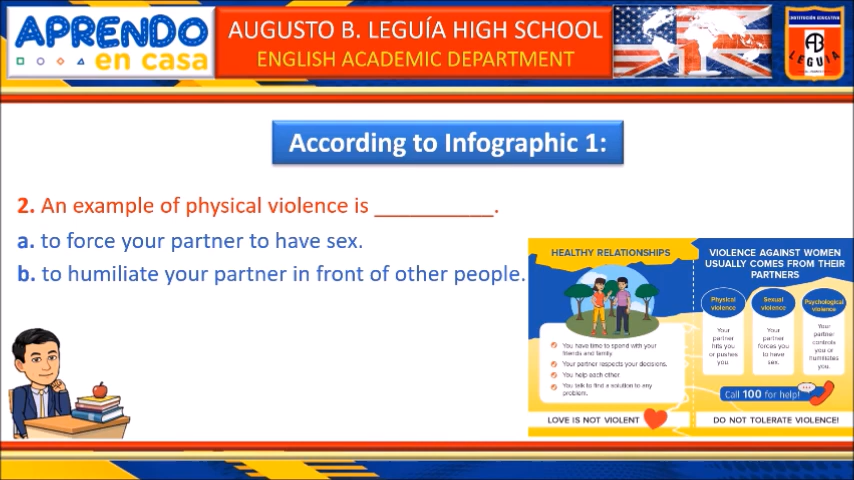 APRENDO
en casa
AUGUSTO B. LEGUÍA HIGH SCHOOL
ENGLISH ACADEMIC DEPARTMENT
INSTITUCIÓN EDUCATIVA
AB
LEGUIA
According to Infographic 1:
2. An example of physical violence is __________.
a. to force your partner to have sex.
b. to humiliate your partner in front of other people.
HEALTHY RELATIONSHIPS
You have time to spend with your
friends and family.
Your partner respects your decisions.
You help each other.
You talk to find a solution to any
problem.
LOVE IS NOT VIOLENT
VIOLENCE AGAINST WOMEN
USUALLY COMES FROM THEIR
PARTNERS
Physical
violence
Your
partner
hits you
or pushes
you.
Sexual
violence
Your
partner
forces you
to have
sex.
Psychological
violence
Your
partner
controls
you or
humiliates
you.
Call 100 for help!
DO NOT TOLERATE VIOLENCE!